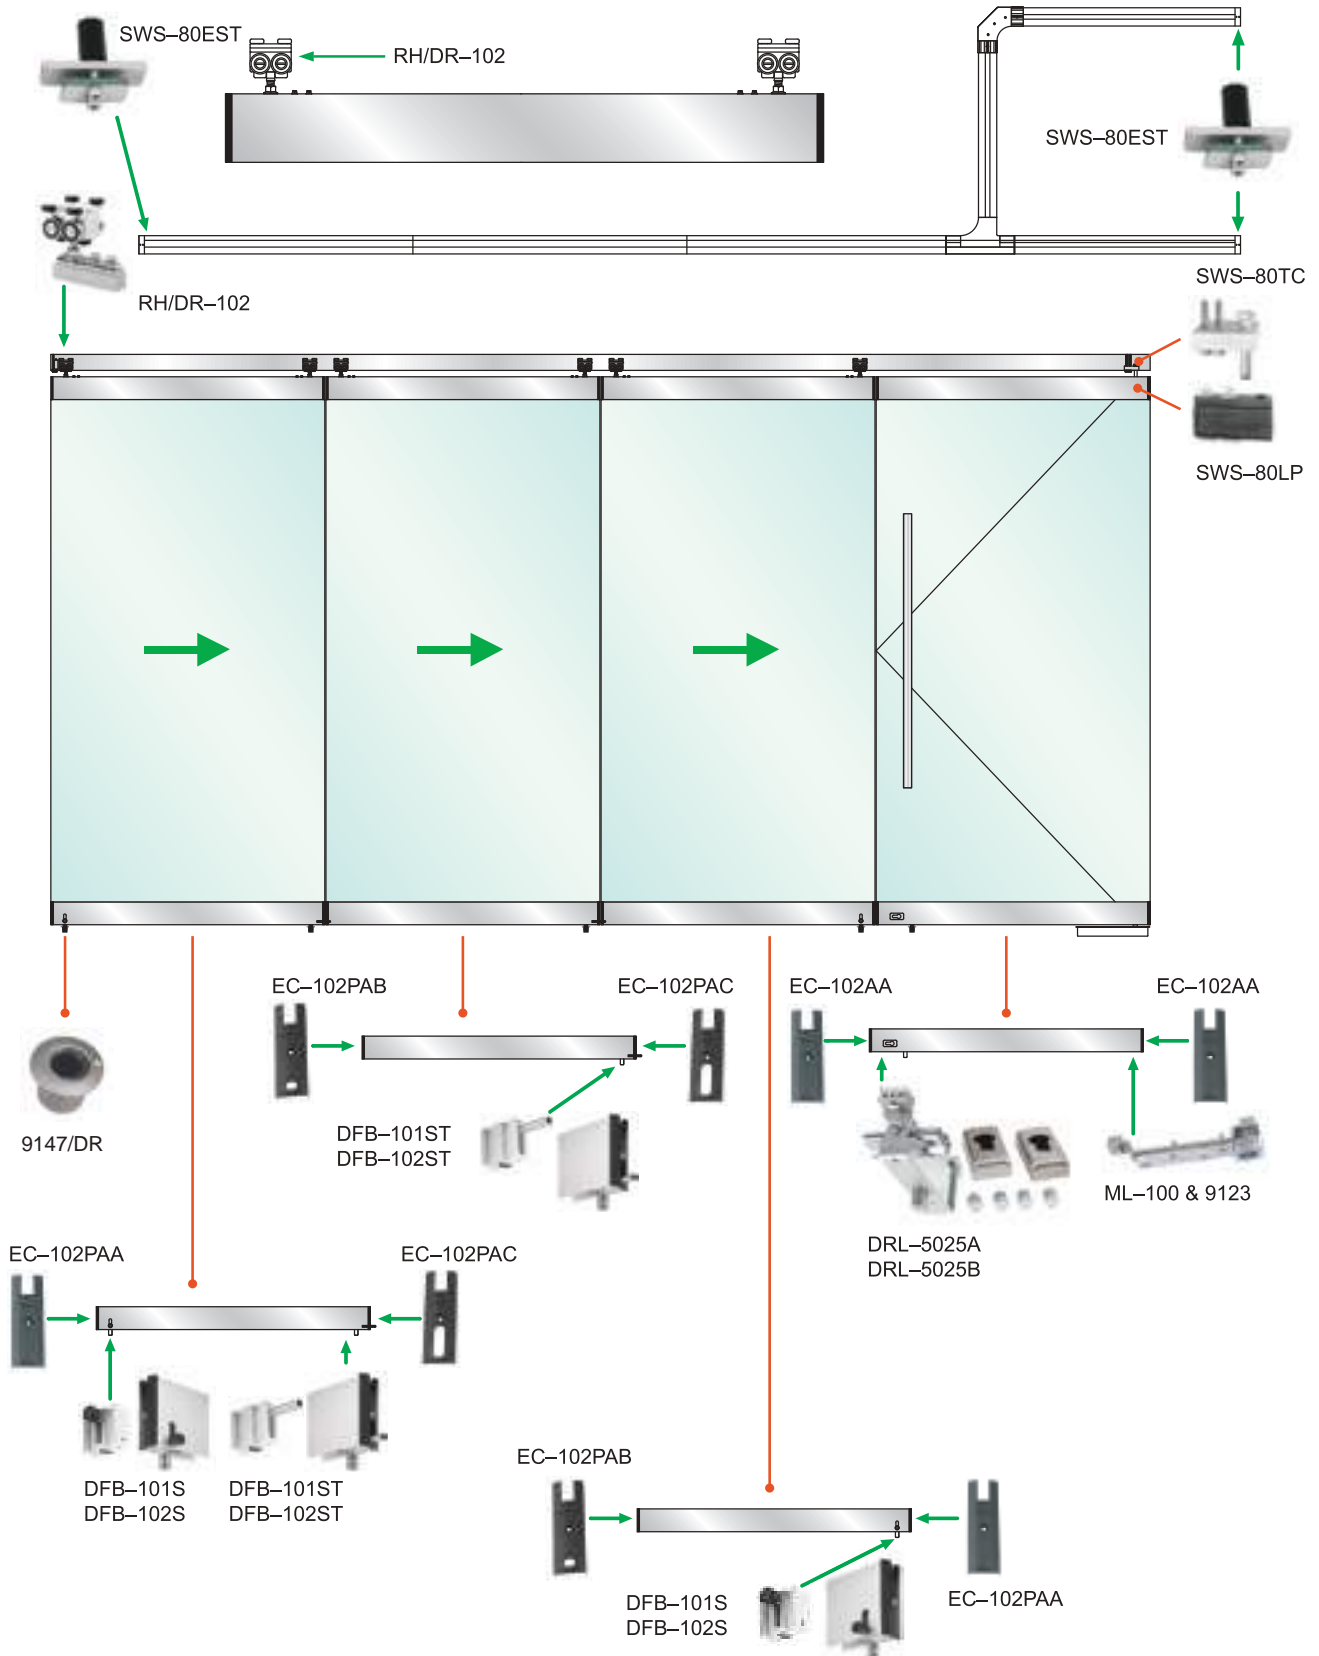 SWS–80EST
RH/DR–102
SWS–80EST
RH/DR–102
SWS–80TC
SWS–80LP
EC–102PAB
EC–102PAC
EC–102AA
EC–102AA
9147/DR
DFB–101ST
DFB–102ST
ML–100 & 9123
DRL–5025A
DRL–5025B
EC–102PAA
EC–102PAC
DFB–101S
DFB–102S
DFB–101ST
DFB–102ST
EC–102PAB
DFB–101S
DFB–102S
EC–102PAA